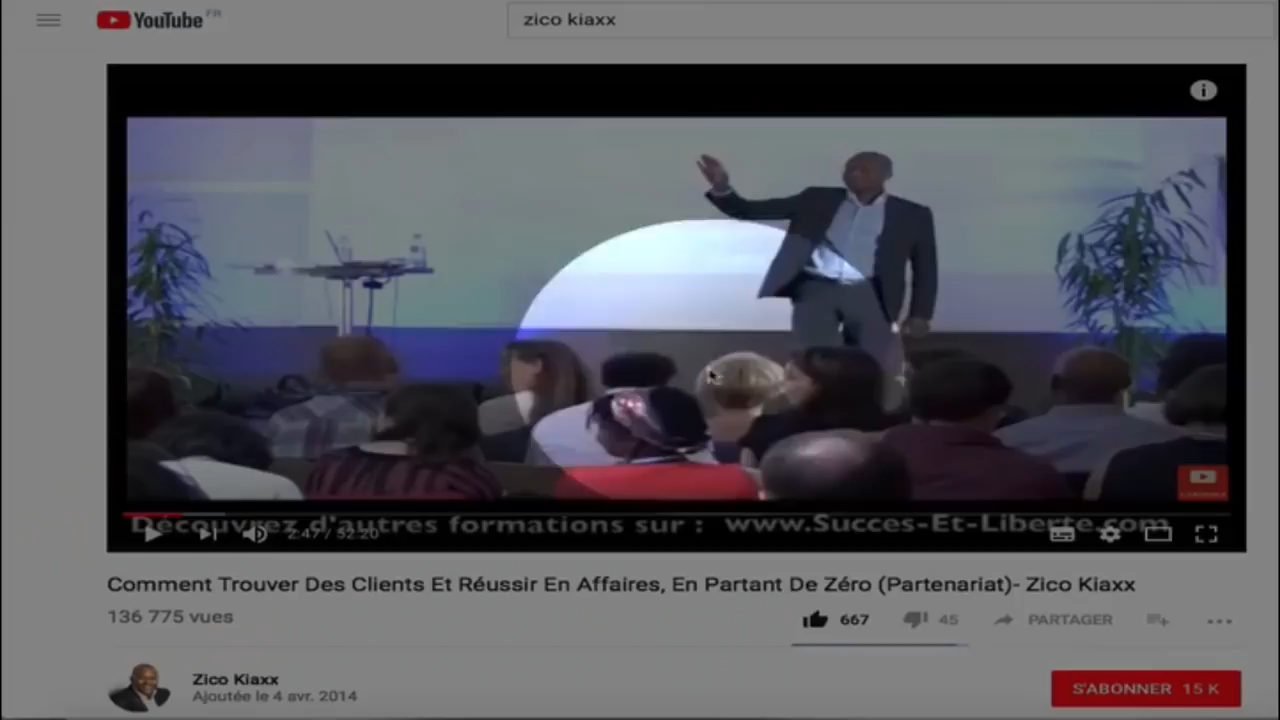 YouTube FR
zico kiaxx
Découvrez d'autres formations sur : www.Succes-Et-Liberte.com
2:47 / 52:20
Comment Trouver Des Clients Et Réussir En Affaires, En Partant De Zéro (Partenariat)- Zico Kiaxx
136 775 vues
667
45
PARTAGER
Zico Kiaxx
Ajoutée le 4 avr. 2014
S'ABONNER 15 K